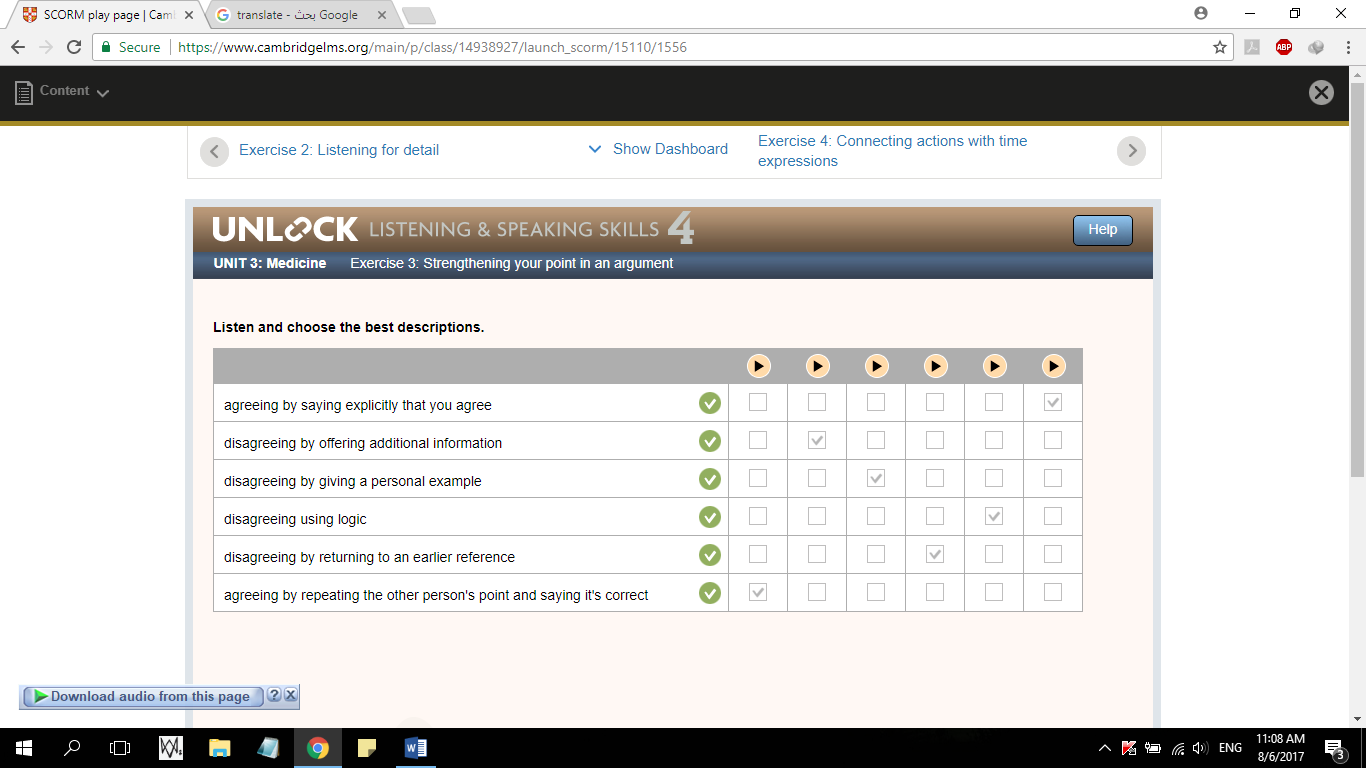 SCORM play page | Cam
translate - بحث Google
Secure
https://www.cambridgelms.org/main/p/class/14938927/launch_scorm/15110/1556
ABP
Content
Exercise 2: Listening for detail
Show Dashboard
Exercise 4: Connecting actions with time
expressions
UNLOCK LISTENING & SPEAKING SKILLS 4
Help
UNIT 3: Medicine Exercise 3: Strengthening your point in an argument
Listen and choose the best descriptions.
agreeing by saying explicitly that you agree
disagreeing by offering additional information
disagreeing by giving a personal example
disagreeing using logic
disagreeing by returning to an earlier reference
agreeing by repeating the other person's point and saying it's correct
Download audio from this page ? X
ENG
11:08 AM
8/6/2017
3